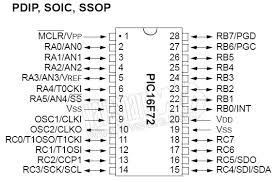 PDIP, SOIC, SSOP
MCLR/VPP 1 28 RB7/PGD
RA0/AN0 2 27 RB6/PGC
RA1/AN1 3 26 RB5
RA2/AN2 4 25 RB4
RA3/AN3/VREF 5 24 RB3
RA4/T0CKI 6 23 RB2
RA5/AN4/SS 7 22 RB1
VSS 8 21 RB0/INT
OSC1/CLKI 9 20 VDD
OSC2/CLKO 10 19 VSS
RC0/T1OSO/T1CKI 11 18 RC7
RC1/T1OSI 12 17 RC6
RC2/CCP1 13 16 RC5/SDO
RC3/SCK/SCL 14 15 RC4/SDI/SDA
PIC16F72